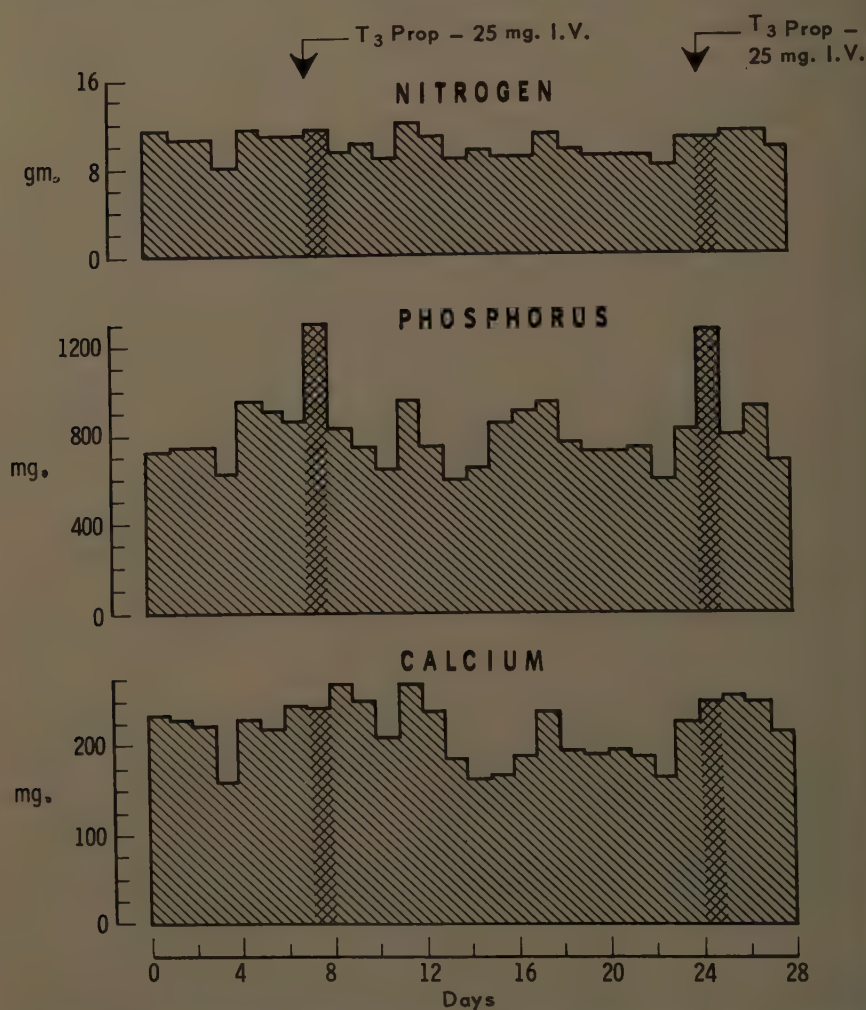 T3 Prop – 25 mg. I.V.
T3 Prop –
25 mg. I.V.
NITROGEN
16
8
0
gm.
PHOSPHORUS
1200
800
400
0
mg.
CALCIUM
200
100
0
mg.
0 4 8 12 16 20 24 28
Days